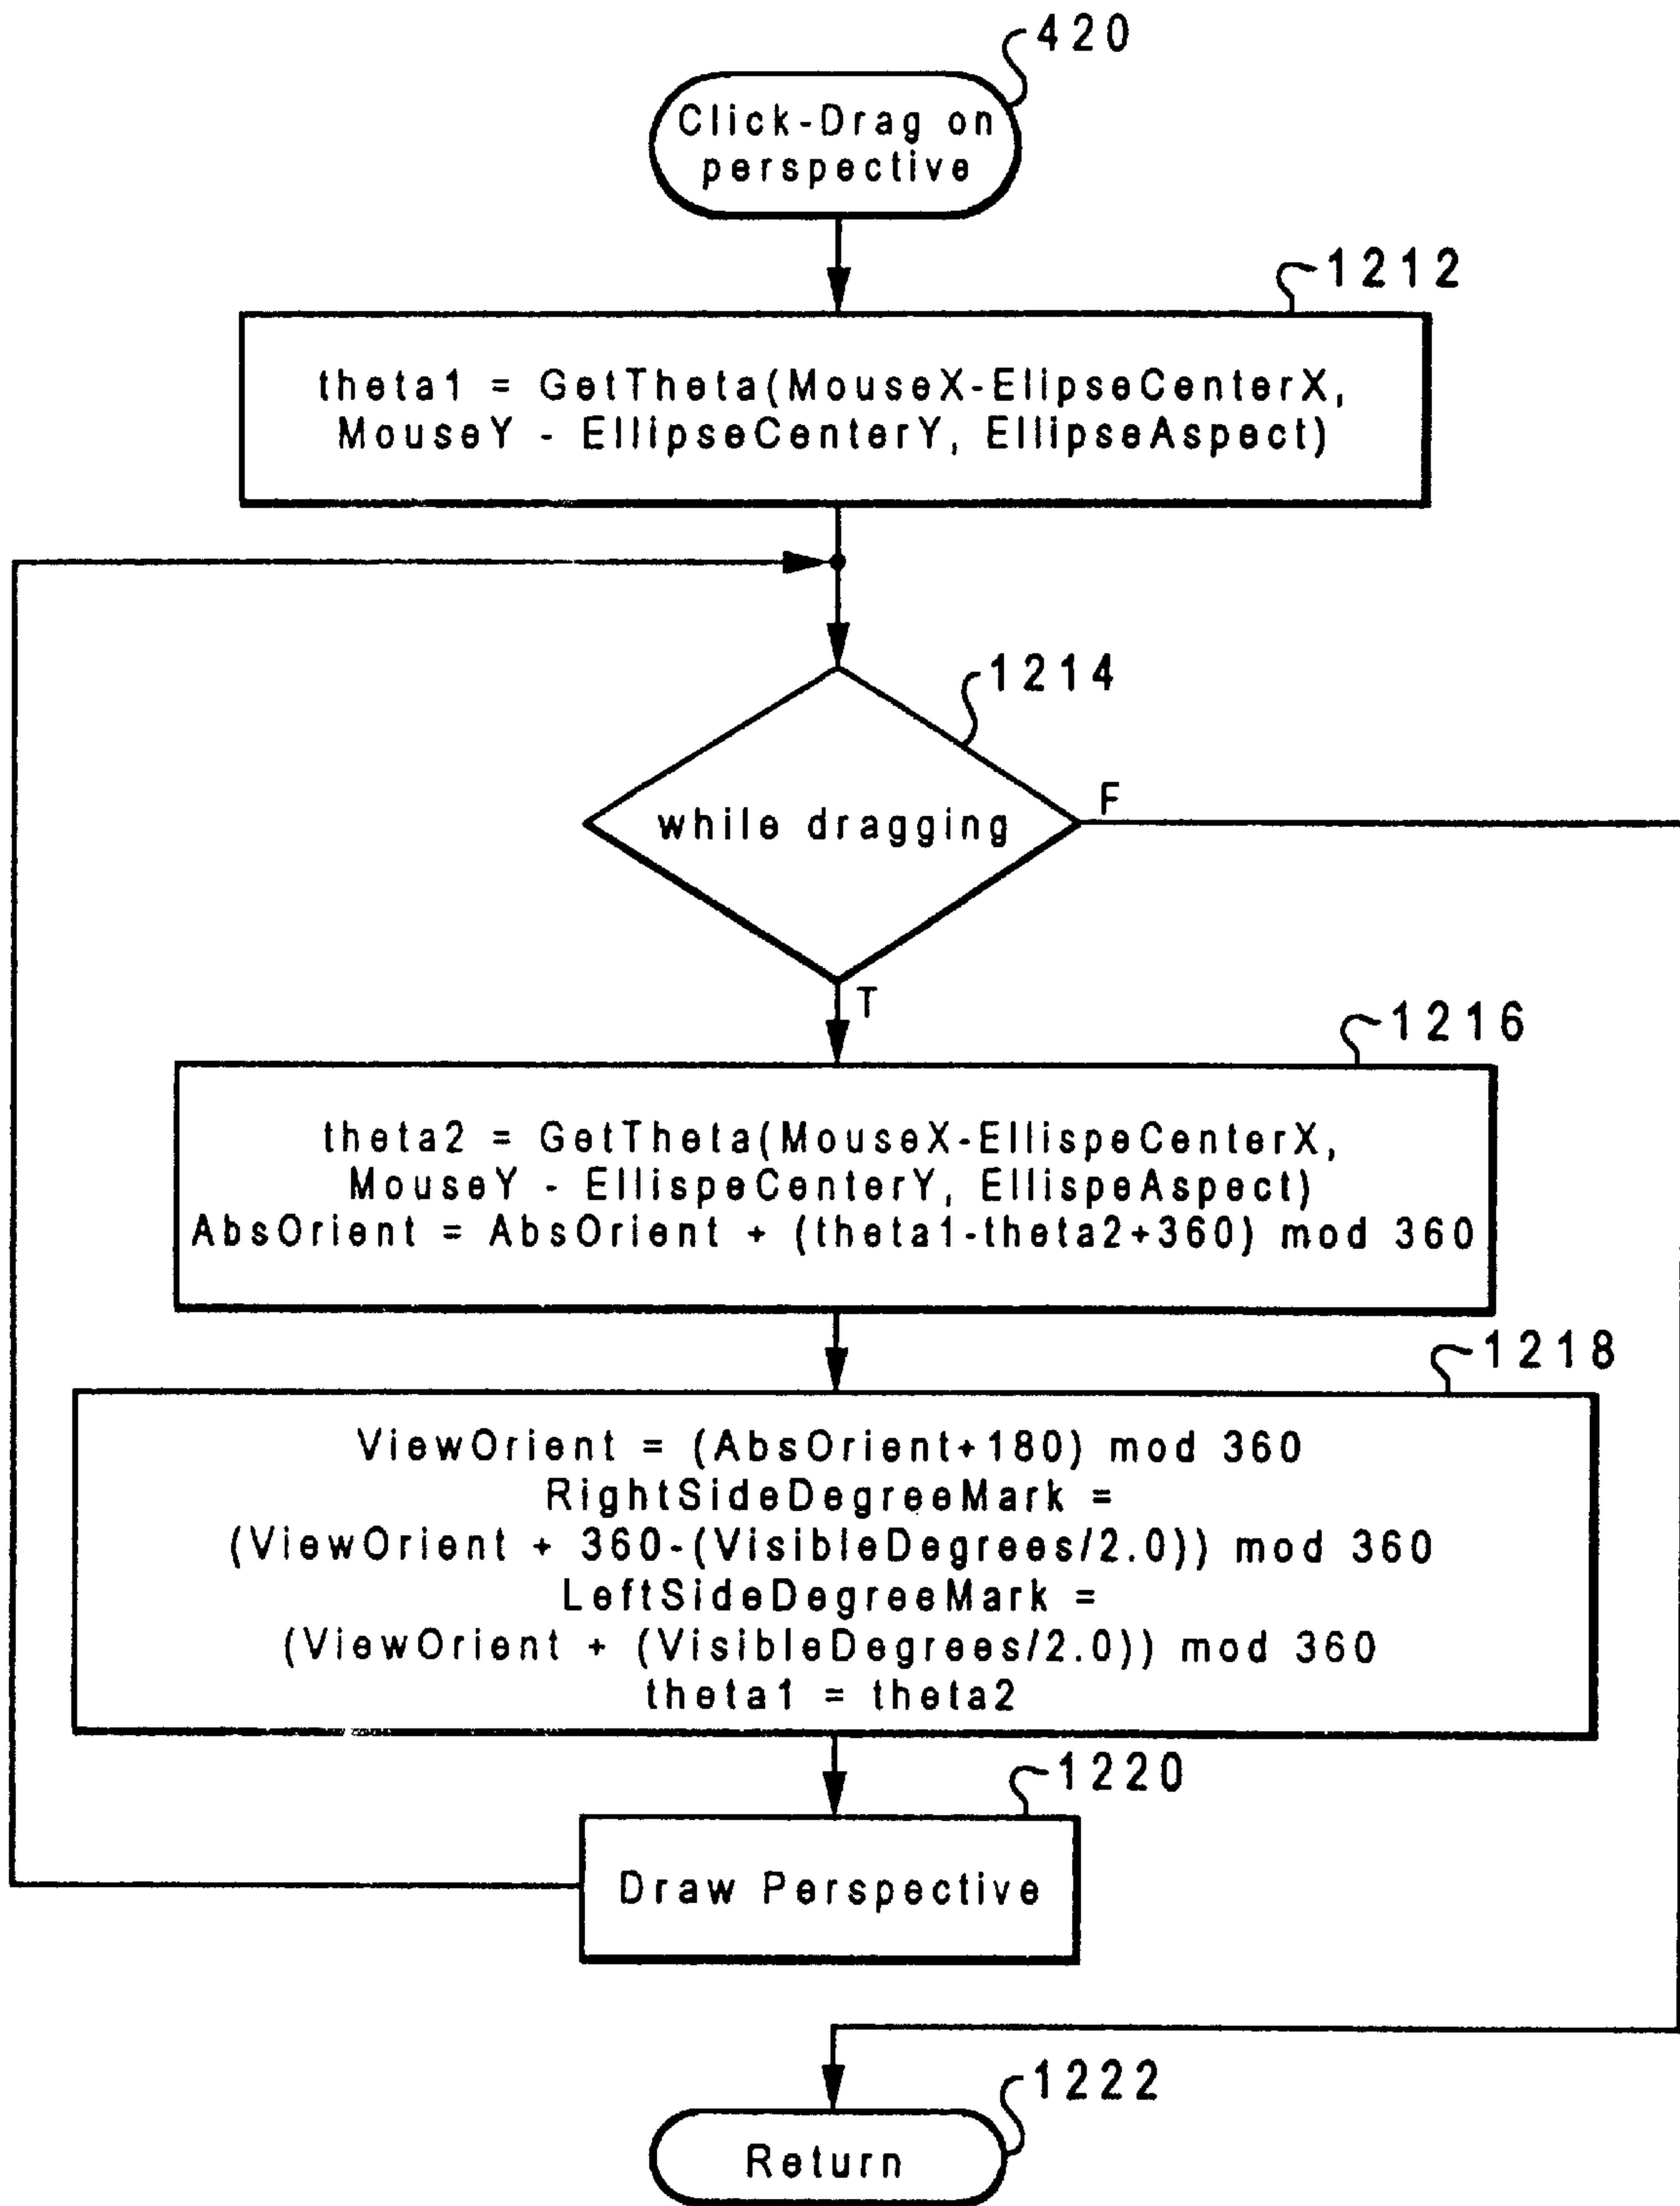 420
Click-Drag on
perspective
1212
theta1 = GetTheta(MouseX-ElipseCenterX,
MouseY - EllipseCenterY, EllipseAspect)
1214
while dragging
F
T
1216
theta2 = GetTheta(MouseX-EllispeCenterX,
MouseY - EllispeCenterY, EllispeAspect)
AbsOrient = AbsOrient + (theta1-theta2+360) mod 360
1218
ViewOrient = (AbsOrient+180) mod 360
RightSideDegreeMark =
(ViewOrient + 360-(VisibleDegrees/2.0)) mod 360
LeftSideDegreeMark =
(ViewOrient + (VisibleDegrees/2.0)) mod 360
theta1 = theta2
1220
Draw Perspective
1222
Return